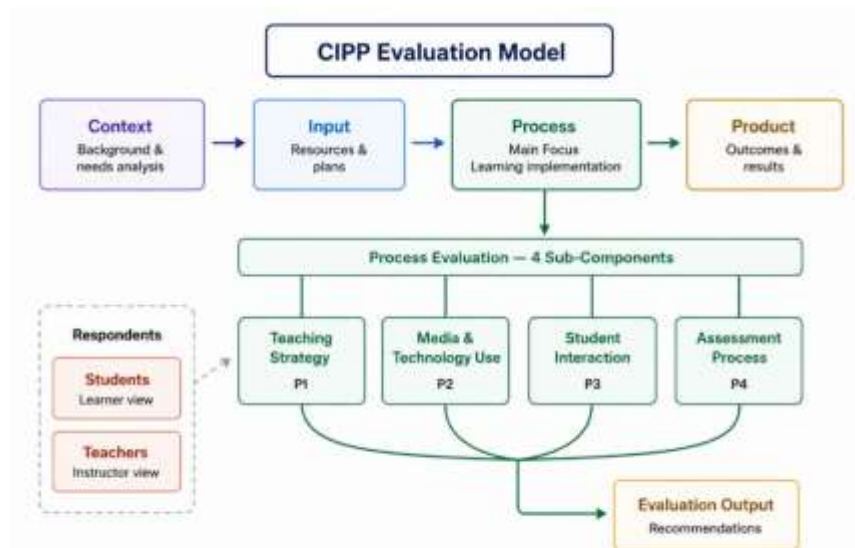 CIPP Evaluation Model
Context
Background &
needs analysis
Input
Resources &
plans
Process
Main Focus
Learning implementation
Product
Outcomes &
results
Process Evaluation — 4 Sub-Components
Respondents
Students
Learner view
Teachers
Instructor view
Teaching
Strategy
P1
Media &
Technology Use
P2
Student
Interaction
P3
Assessment
Process
P4
Evaluation Output
Recommendations